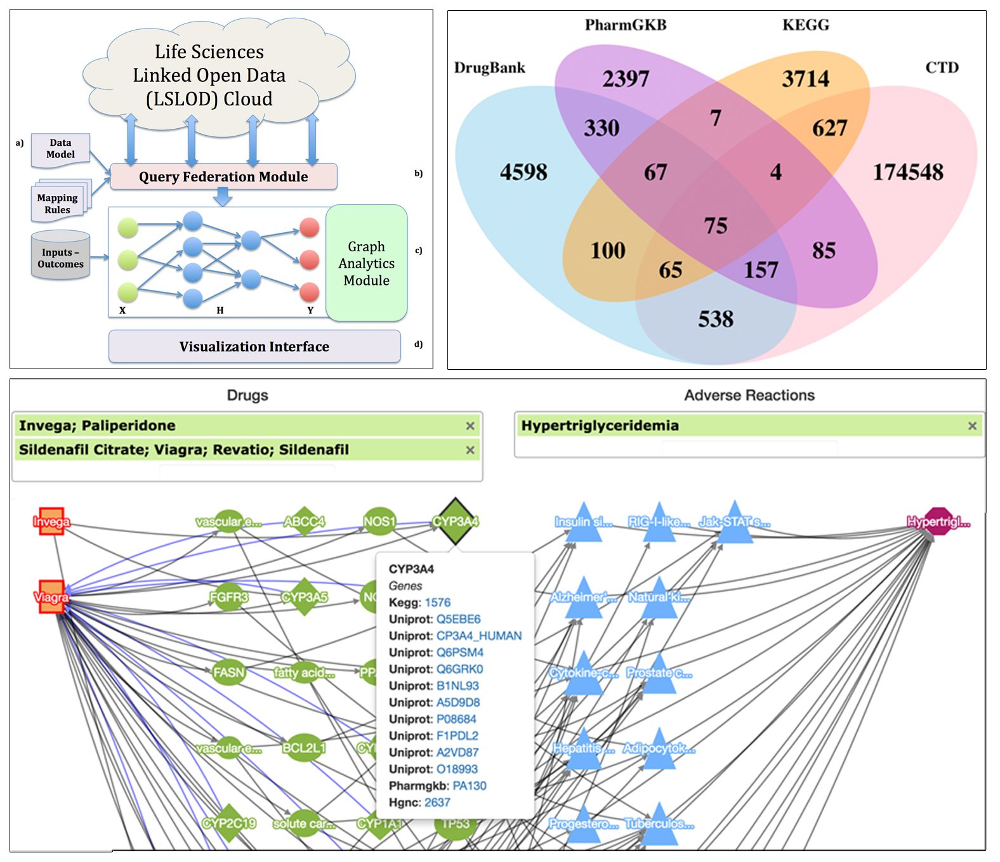 Life Sciences
Linked Open Data
(LSLOD) Cloud
a)
Data
Model
Query Federation Module
b)
Mapping
Rules
Inputs –
Outcomes
Graph
Analytics
Module
c)
X
H
Y
Visualization Interface
d)
PharmGKB
KEGG
DrugBank
CTD
2397
3714
330
7
627
4598
67
4
174548
75
100
85
65
157
538
Drugs
Adverse Reactions
Invega; Paliperidone ×
Hypertriglyceridemia ×
Sildenafil Citrate; Viagra; Revatio; Sildenafil ×
Invega
vascular e...
ABCC4
NOS1
CYP3A4
Insulin si...
RIG-I-like...
Jak-STAT s...
Hypertrigl...
Viagra
FGFR3
CYP3A5
NO
Alzheimer'...
Natural ki...
FASN
fatty acid...
PP
Cytokine-c...
Prostate c...
vascular e...
BCL2L1
CY
Hepatitis ...
Adipocytok...
CYP2C19
solute car...
CYP1A1
TP53
Progestero...
Tuberculos...
CYP3A4
Genes
Kegg: 1576
Uniprot: Q5EBE6
Uniprot: CP3A4_HUMAN
Uniprot: Q6PSM4
Uniprot: Q6GRK0
Uniprot: B1NL93
Uniprot: A5D9D8
Uniprot: P08684
Uniprot: F1PDL2
Uniprot: A2VD87
Uniprot: O18993
Pharmgkb: PA130
Hgnc: 2637